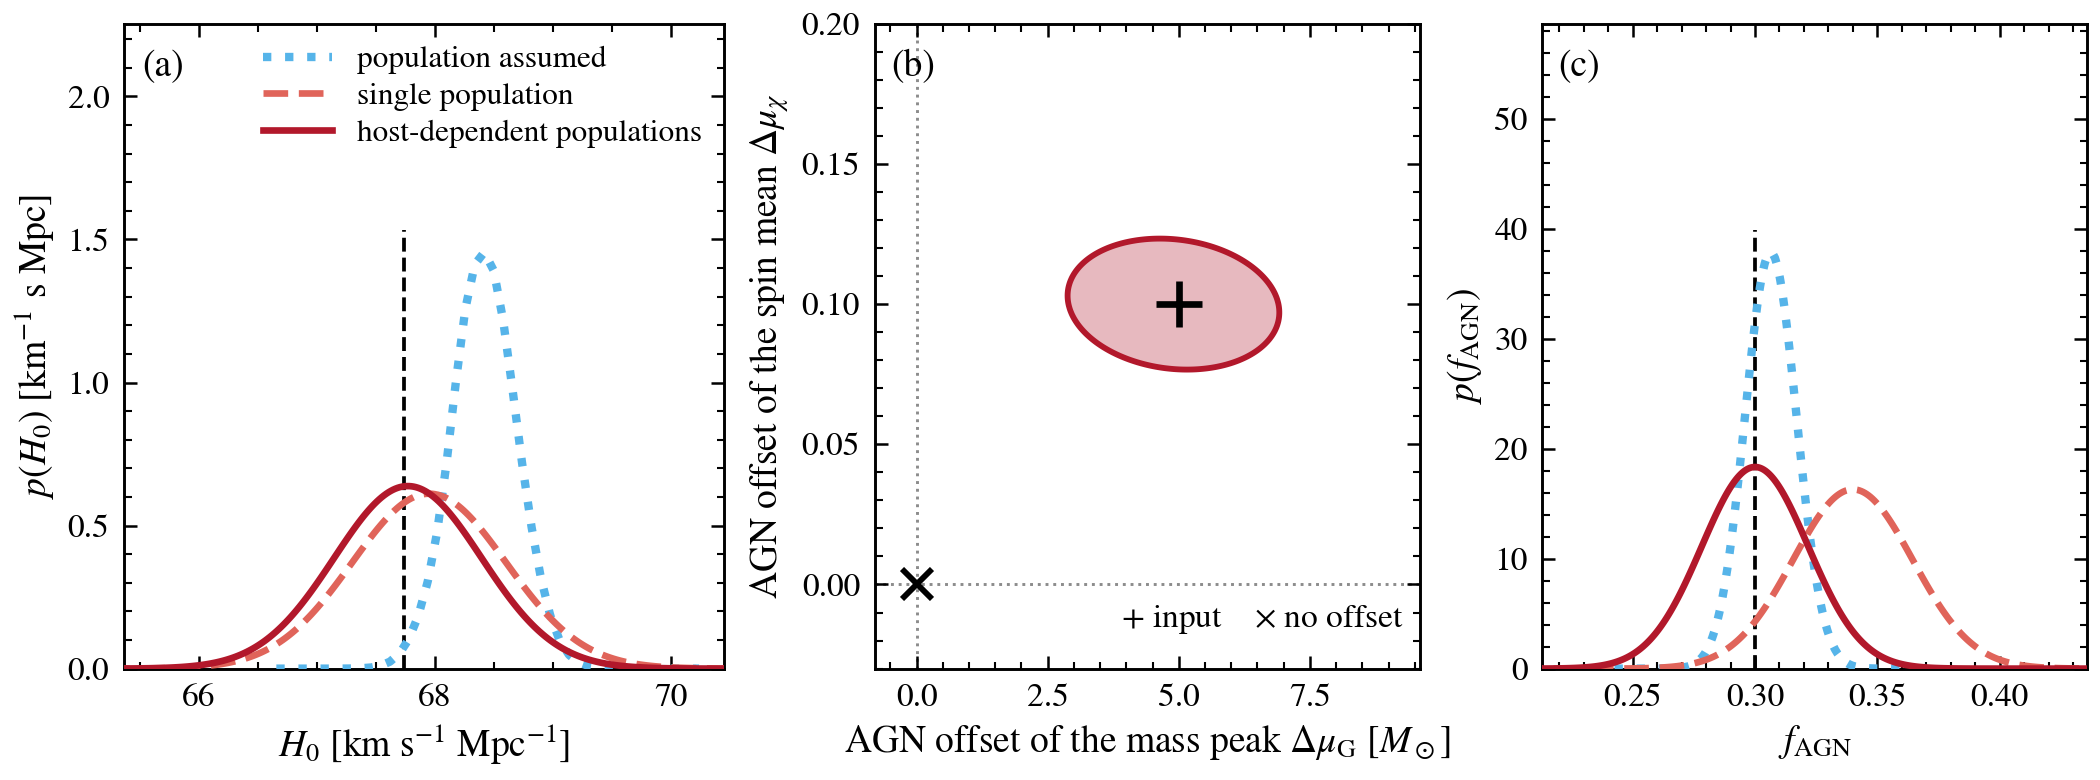 (a)
population assumed
single population
host-dependent populations
2.0
1.5
1.0
0.5
0.0
p(H₀) [km⁻¹ s Mpc]
66 68 70
H₀ [km s⁻¹ Mpc⁻¹]
(b)
0.20
0.15
0.10
0.05
0.00
AGN offset of the spin mean Δμᵪ
+ input × no offset
0.0 2.5 5.0 7.5
AGN offset of the mass peak Δμ_G [M_⊙]
(c)
50
40
30
20
10
0
p(f_AGN)
0.25 0.30 0.35 0.40
f_AGN